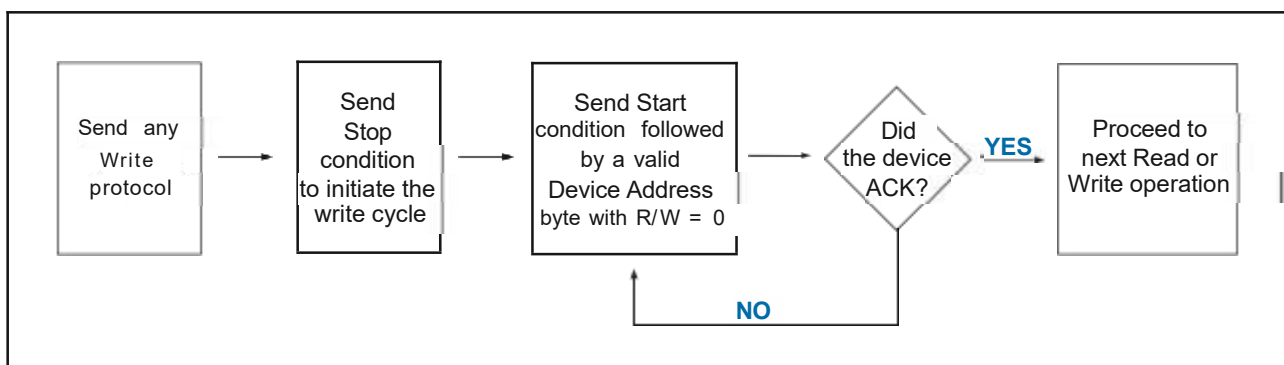 Send any
Write
protocol
Send
Stop
condition
to initiate the
write cycle
Send Start
condition followed
by a valid
Device Address
byte with R/W = 0
Did
the device
ACK?
YES
Proceed to
next Read or
Write operation
NO